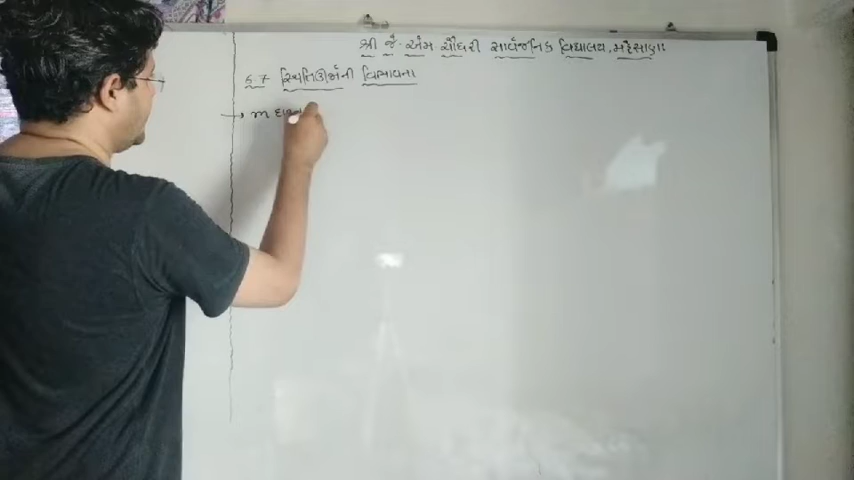 શ્રી જે. એમ ચૌધરી સાર્વજનિક વિદ્યાલય, મહેસાણા
6.7 સ્થિતિઊર્જાની વિભાવના
→ m